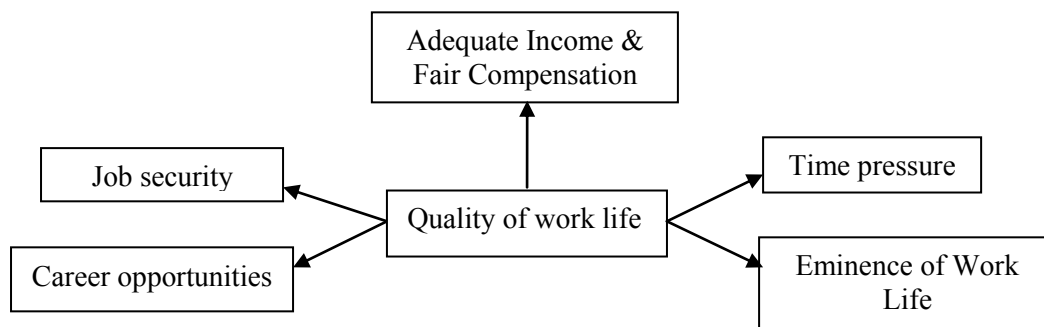 Adequate Income &
Fair Compensation
Job security
Time pressure
Quality of work life
Career opportunities
Eminence of Work
Life